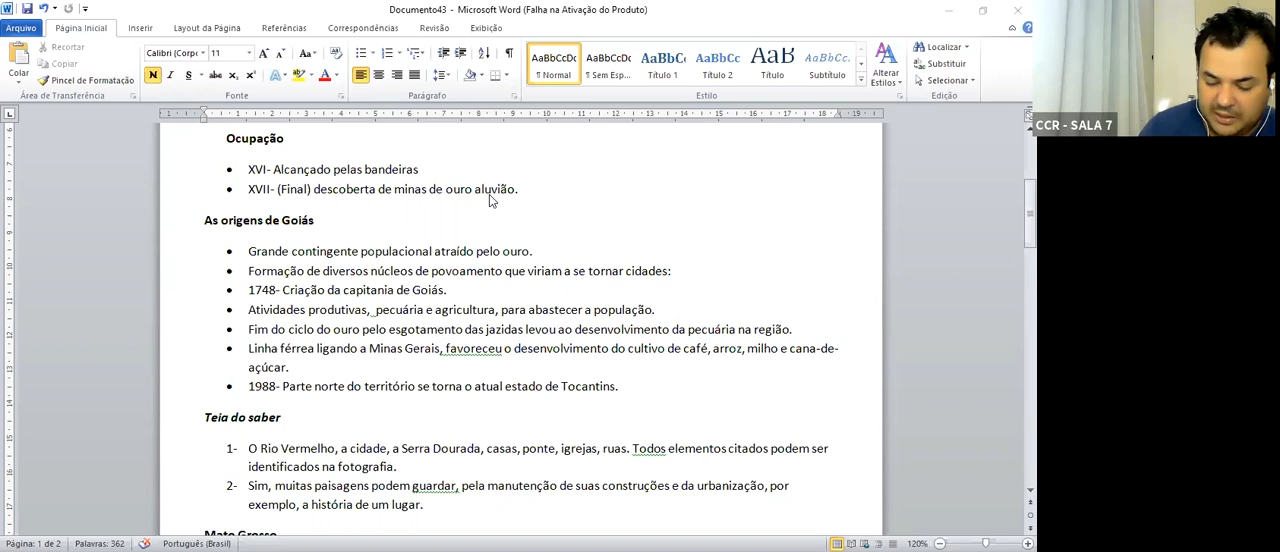 Documento43 - Microsoft Word (Falha na Ativação do Produto)
Arquivo Página Inicial Inserir Layout da Página Referências Correspondências Revisão Exibição
Colar Recortar Copiar Pincel de Formatação Área de Transferência
Calibri (Corpo 11 Fonte
N I S abc x₂ x² Aa
Parágrafo
AaBbCcDc AaBbCcDc AaBbC AaBbCc AaB AaBbCc.
¶ Normal ¶ Sem Esp... Título 1 Título 2 Título Subtítulo
Alterar Estilos Estilo
Localizar Substituir Selecionar Edição
CCR - SALA 7
Ocupação
• XVI- Alcançado pelas bandeiras
• XVII- (Final) descoberta de minas de ouro aluvião.
As origens de Goiás
• Grande contingente populacional atraído pelo ouro.
• Formação de diversos núcleos de povoamento que viriam a se tornar cidades:
• 1748- Criação da capitania de Goiás.
• Atividades produtivas, pecuária e agricultura, para abastecer a população.
• Fim do ciclo do ouro pelo esgotamento das jazidas levou ao desenvolvimento da pecuária na região.
• Linha férrea ligando a Minas Gerais, favoreceu o desenvolvimento do cultivo de café, arroz, milho e cana-de-
açúcar.
• 1988- Parte norte do território se torna o atual estado de Tocantins.
Teia do saber
1- O Rio Vermelho, a cidade, a Serra Dourada, casas, ponte, igrejas, ruas. Todos elementos citados podem ser
identificados na fotografia.
2- Sim, muitas paisagens podem guardar, pela manutenção de suas construções e da urbanização, por
exemplo, a história de um lugar.
Mato Grosso
Página: 1 de 2 Palavras: 362 Português (Brasil) 120%